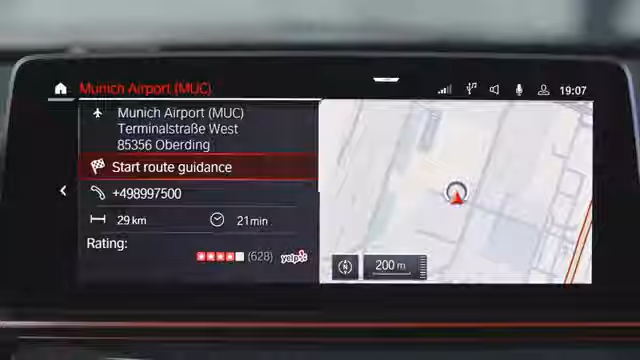 Munich Airport (MUC)
19:07
Munich Airport (MUC)
Terminalstraße West
85356 Oberding
Start route guidance
+498997500
29 km
21 min
Rating:
(628)
yelp
N
200 m